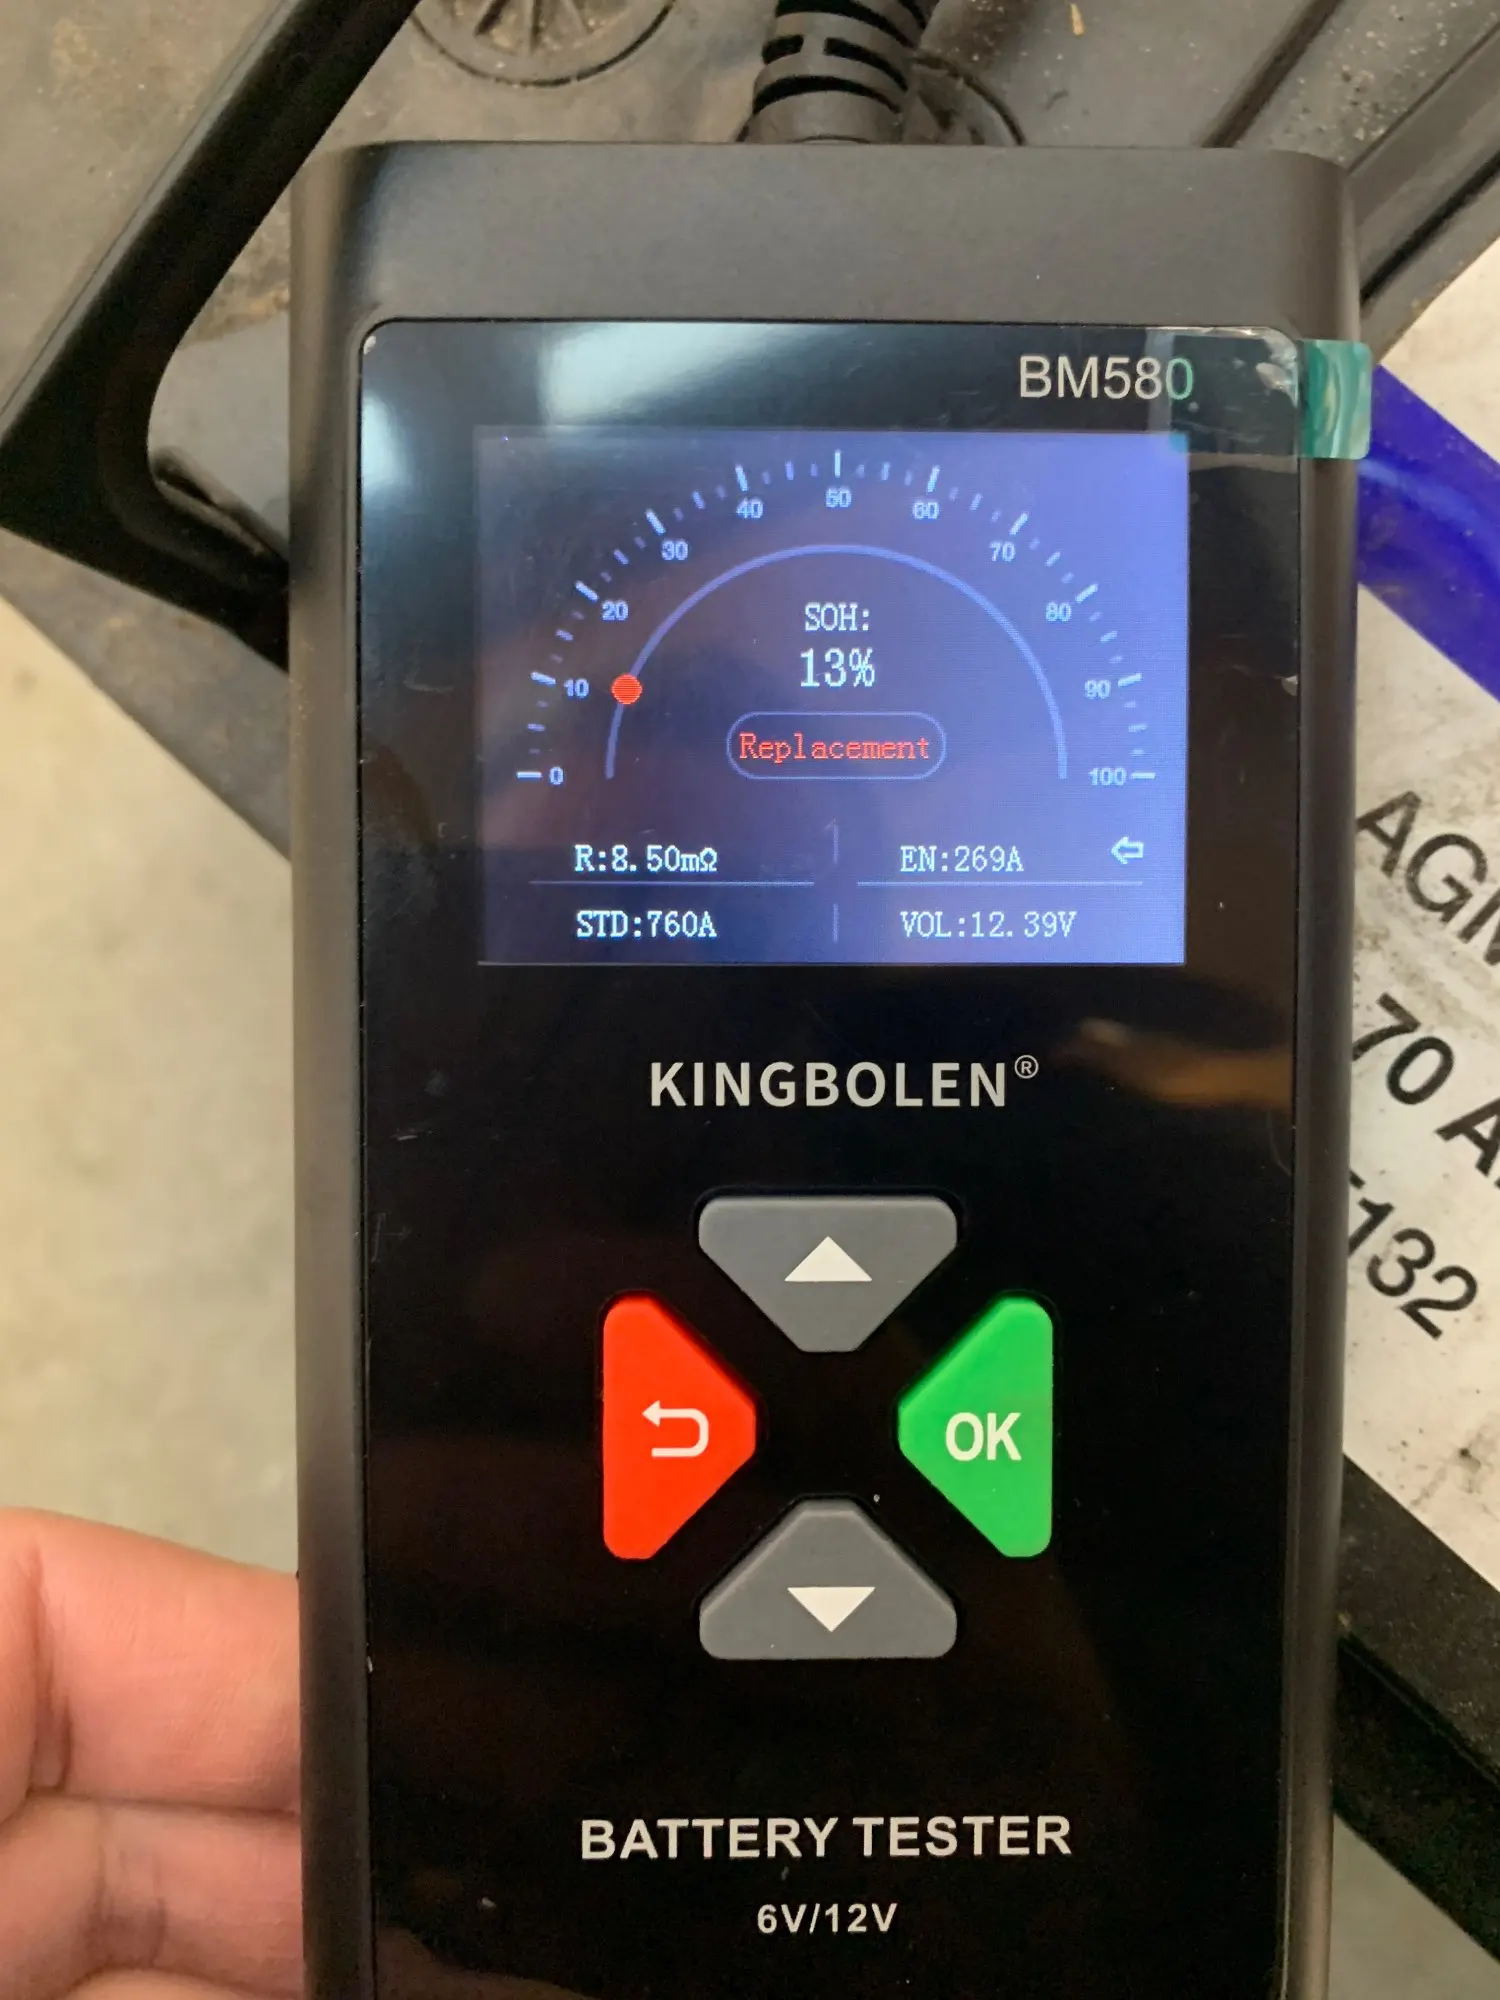 BM580
0
10
20
30
40
50
60
70
80
90
100
SOH:
13%
Replacement
R:8.50mΩ
EN:269A
STD:760A
VOL:12.39V
KINGBOLEN®
OK
BATTERY TESTER
6V/12V
AGM
70 A
132